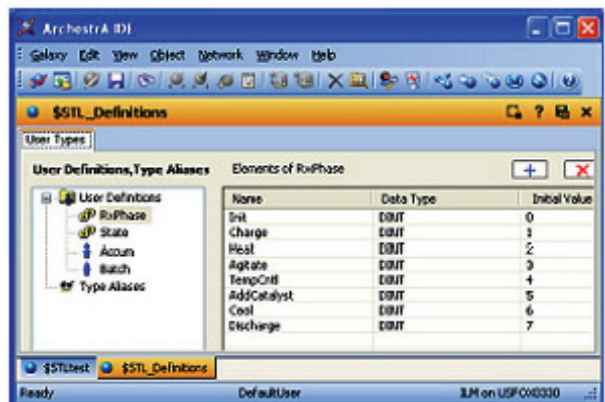 ArchestrA IDE
Galaxy Edit View Object Network Window Help
$STL_Definitions
User Types
User Definitions,Type Aliases Elements of RxPhase
User Definitions
RxPhase
State
Accum
Batch
Type Aliases
Name Data Type Initial Value
Init DINT 0
Charge DINT 1
Heat DINT 2
Agitate DINT 3
TempCntl DINT 4
AddCatalyst DINT 5
Cool DINT 6
Discharge DINT 7
$STLtest $STL_Definitions
Ready DefaultUser